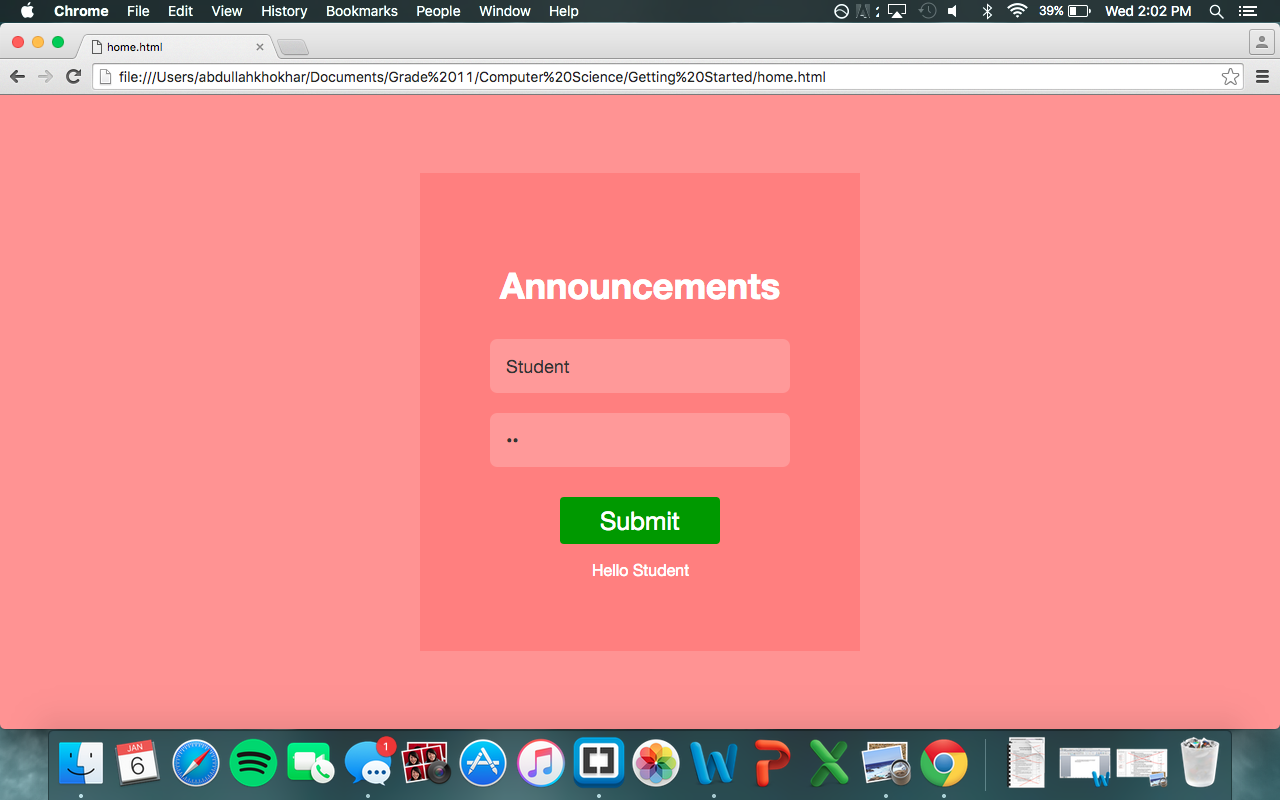 Chrome File Edit View History Bookmarks People Window Help 39% Wed 2:02 PM
home.html
file:///Users/abdullahkhokhar/Documents/Grade%2011/Computer%20Science/Getting%20Started/home.html
Announcements
Student
••
Submit
Hello Student
JAN
6
1